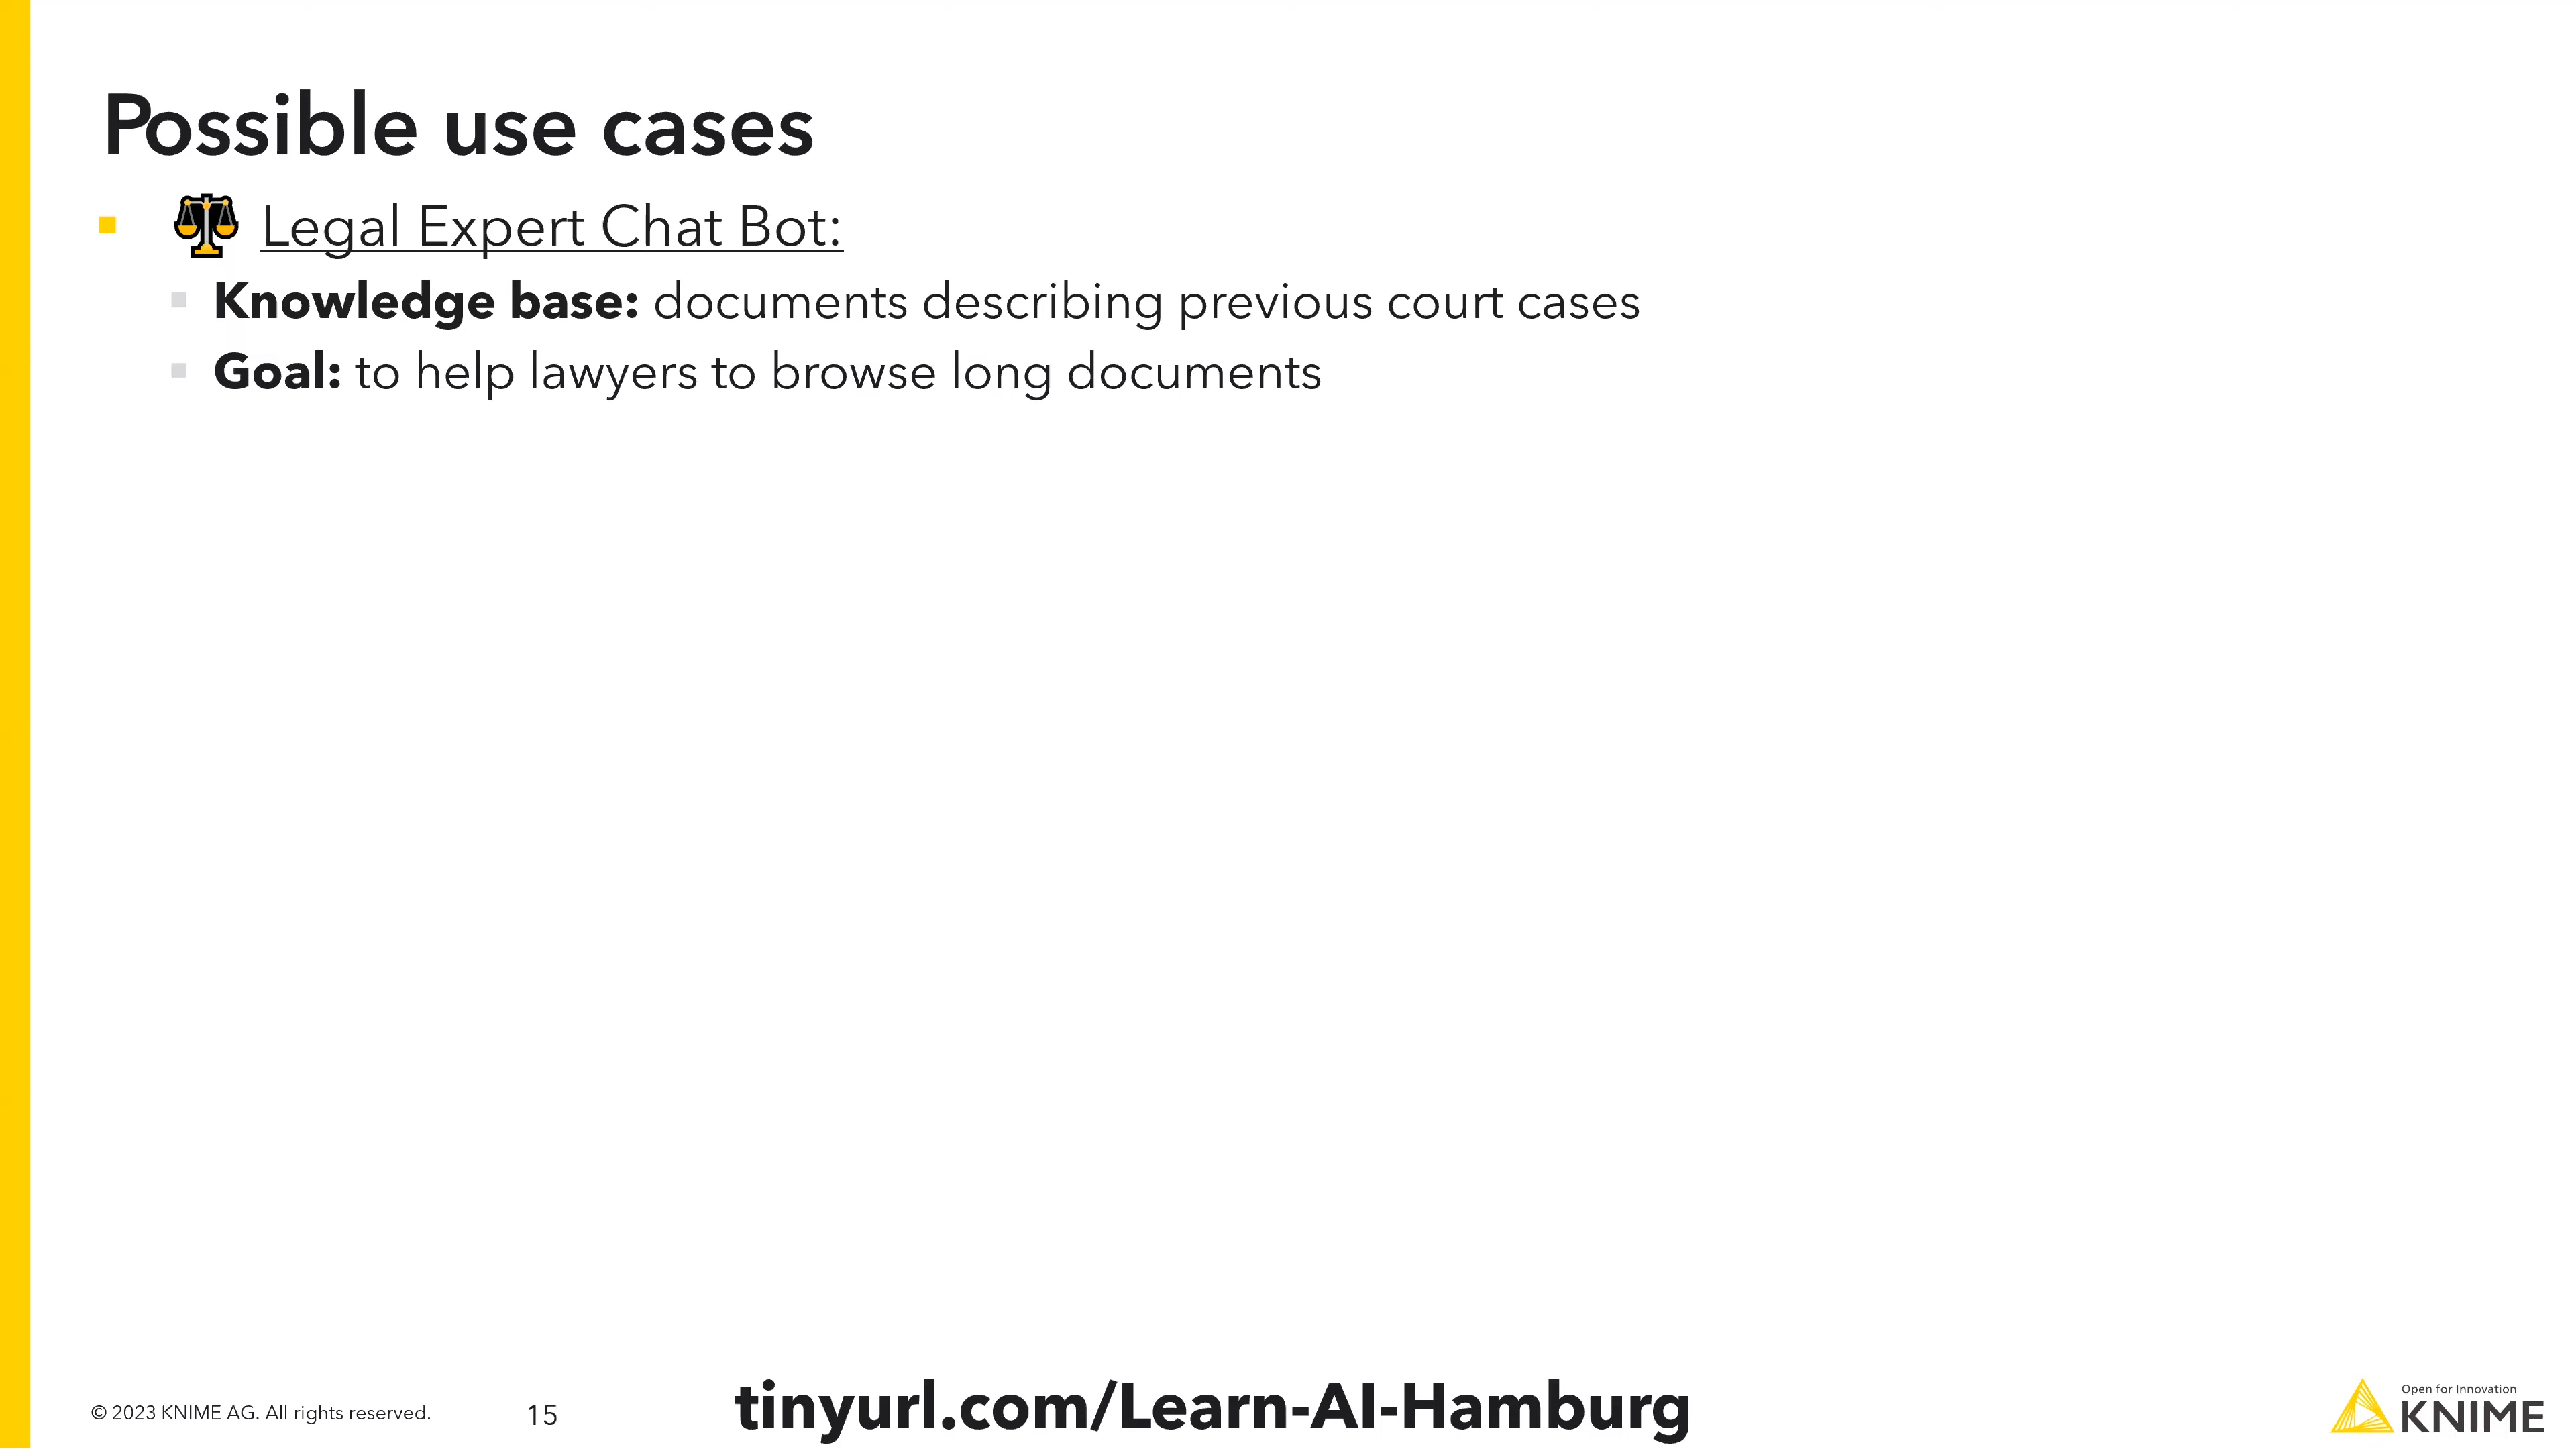 Possible use cases
Legal Expert Chat Bot:
Knowledge base: documents describing previous court cases
Goal: to help lawyers to browse long documents
© 2023 KNIME AG. All rights reserved.
15
tinyurl.com/Learn-AI-Hamburg
Open for Innovation
KNIME